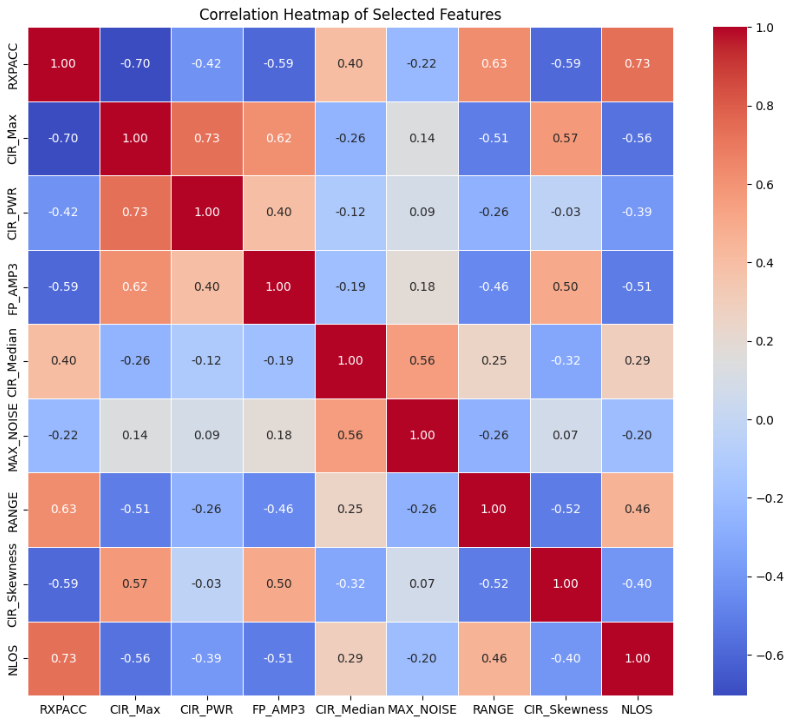 Correlation Heatmap of Selected Features
RXPACC 1.00 -0.70 -0.42 -0.59 0.40 -0.22 0.63 -0.59 0.73
CIR_Max -0.70 1.00 0.73 0.62 -0.26 0.14 -0.51 0.57 -0.56
CIR_PWR -0.42 0.73 1.00 0.40 -0.12 0.09 -0.26 -0.03 -0.39
FP_AMP3 -0.59 0.62 0.40 1.00 -0.19 0.18 -0.46 0.50 -0.51
CIR_Median 0.40 -0.26 -0.12 -0.19 1.00 0.56 0.25 -0.32 0.29
MAX_NOISE -0.22 0.14 0.09 0.18 0.56 1.00 -0.26 0.07 -0.20
RANGE 0.63 -0.51 -0.26 -0.46 0.25 -0.26 1.00 -0.52 0.46
CIR_Skewness -0.59 0.57 -0.03 0.50 -0.32 0.07 -0.52 1.00 -0.40
NLOS 0.73 -0.56 -0.39 -0.51 0.29 -0.20 0.46 -0.40 1.00
RXPACC CIR_Max CIR_PWR FP_AMP3 CIR_Median MAX_NOISE RANGE CIR_Skewness NLOS
1.0
0.8
0.6
0.4
0.2
0.0
−0.2
−0.4
−0.6